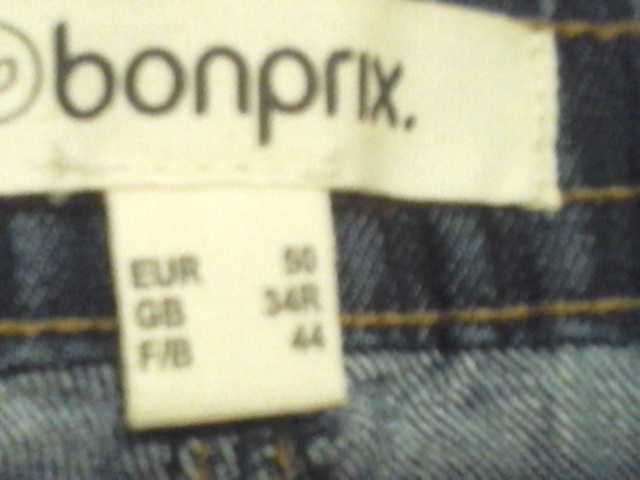 bonprix.
EUR 50
GB 34R
F/B 44